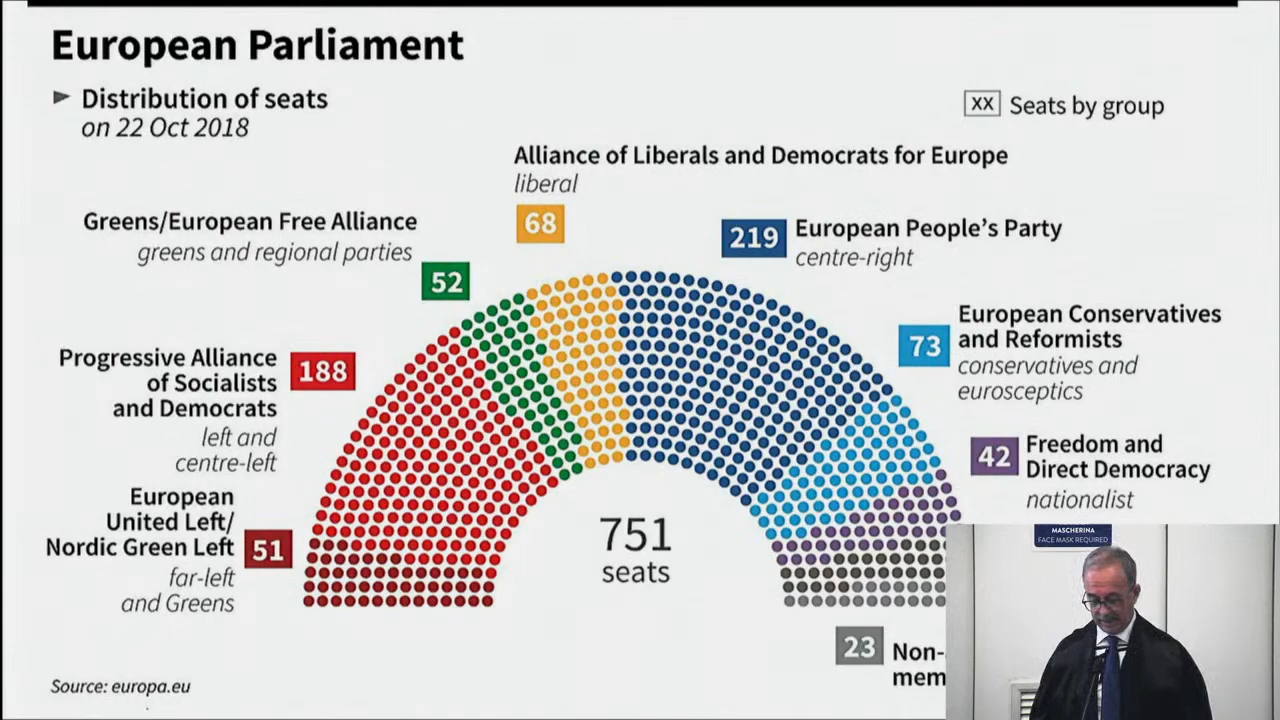 European Parliament
Distribution of seats
on 22 Oct 2018
XX Seats by group
Alliance of Liberals and Democrats for Europe
liberal
68
Greens/European Free Alliance
greens and regional parties
52
219
European People's Party
centre-right
European Conservatives
and Reformists
conservatives and
eurosceptics
73
Progressive Alliance
of Socialists
and Democrats
left and
centre-left
188
42
Freedom and
Direct Democracy
nationalist
European
United Left/
Nordic Green Left
far-left
and Greens
51
751
seats
MASCHERINA
FACE MASK REQUIRED
23
Non-
mem
Source: europa.eu